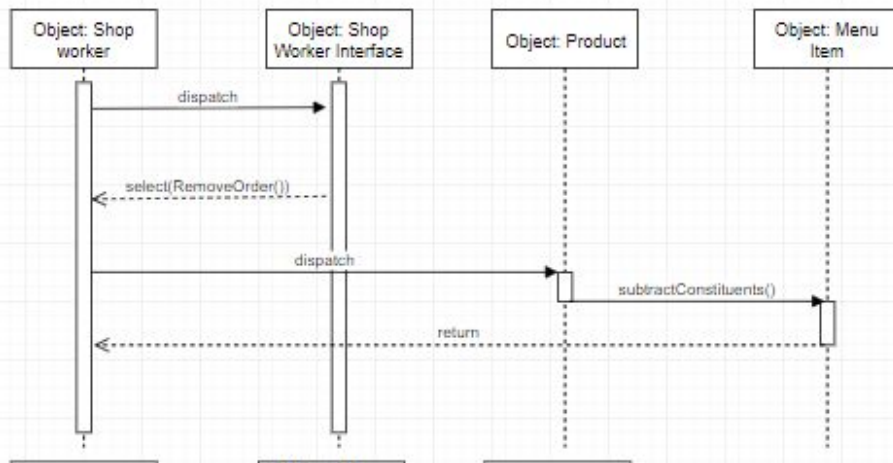 Object: Shop
worker
Object: Shop
Worker Interface
Object: Product
Object: Menu
Item
dispatch
select(RemoveOrder())
dispatch
subtractConstituents()
return